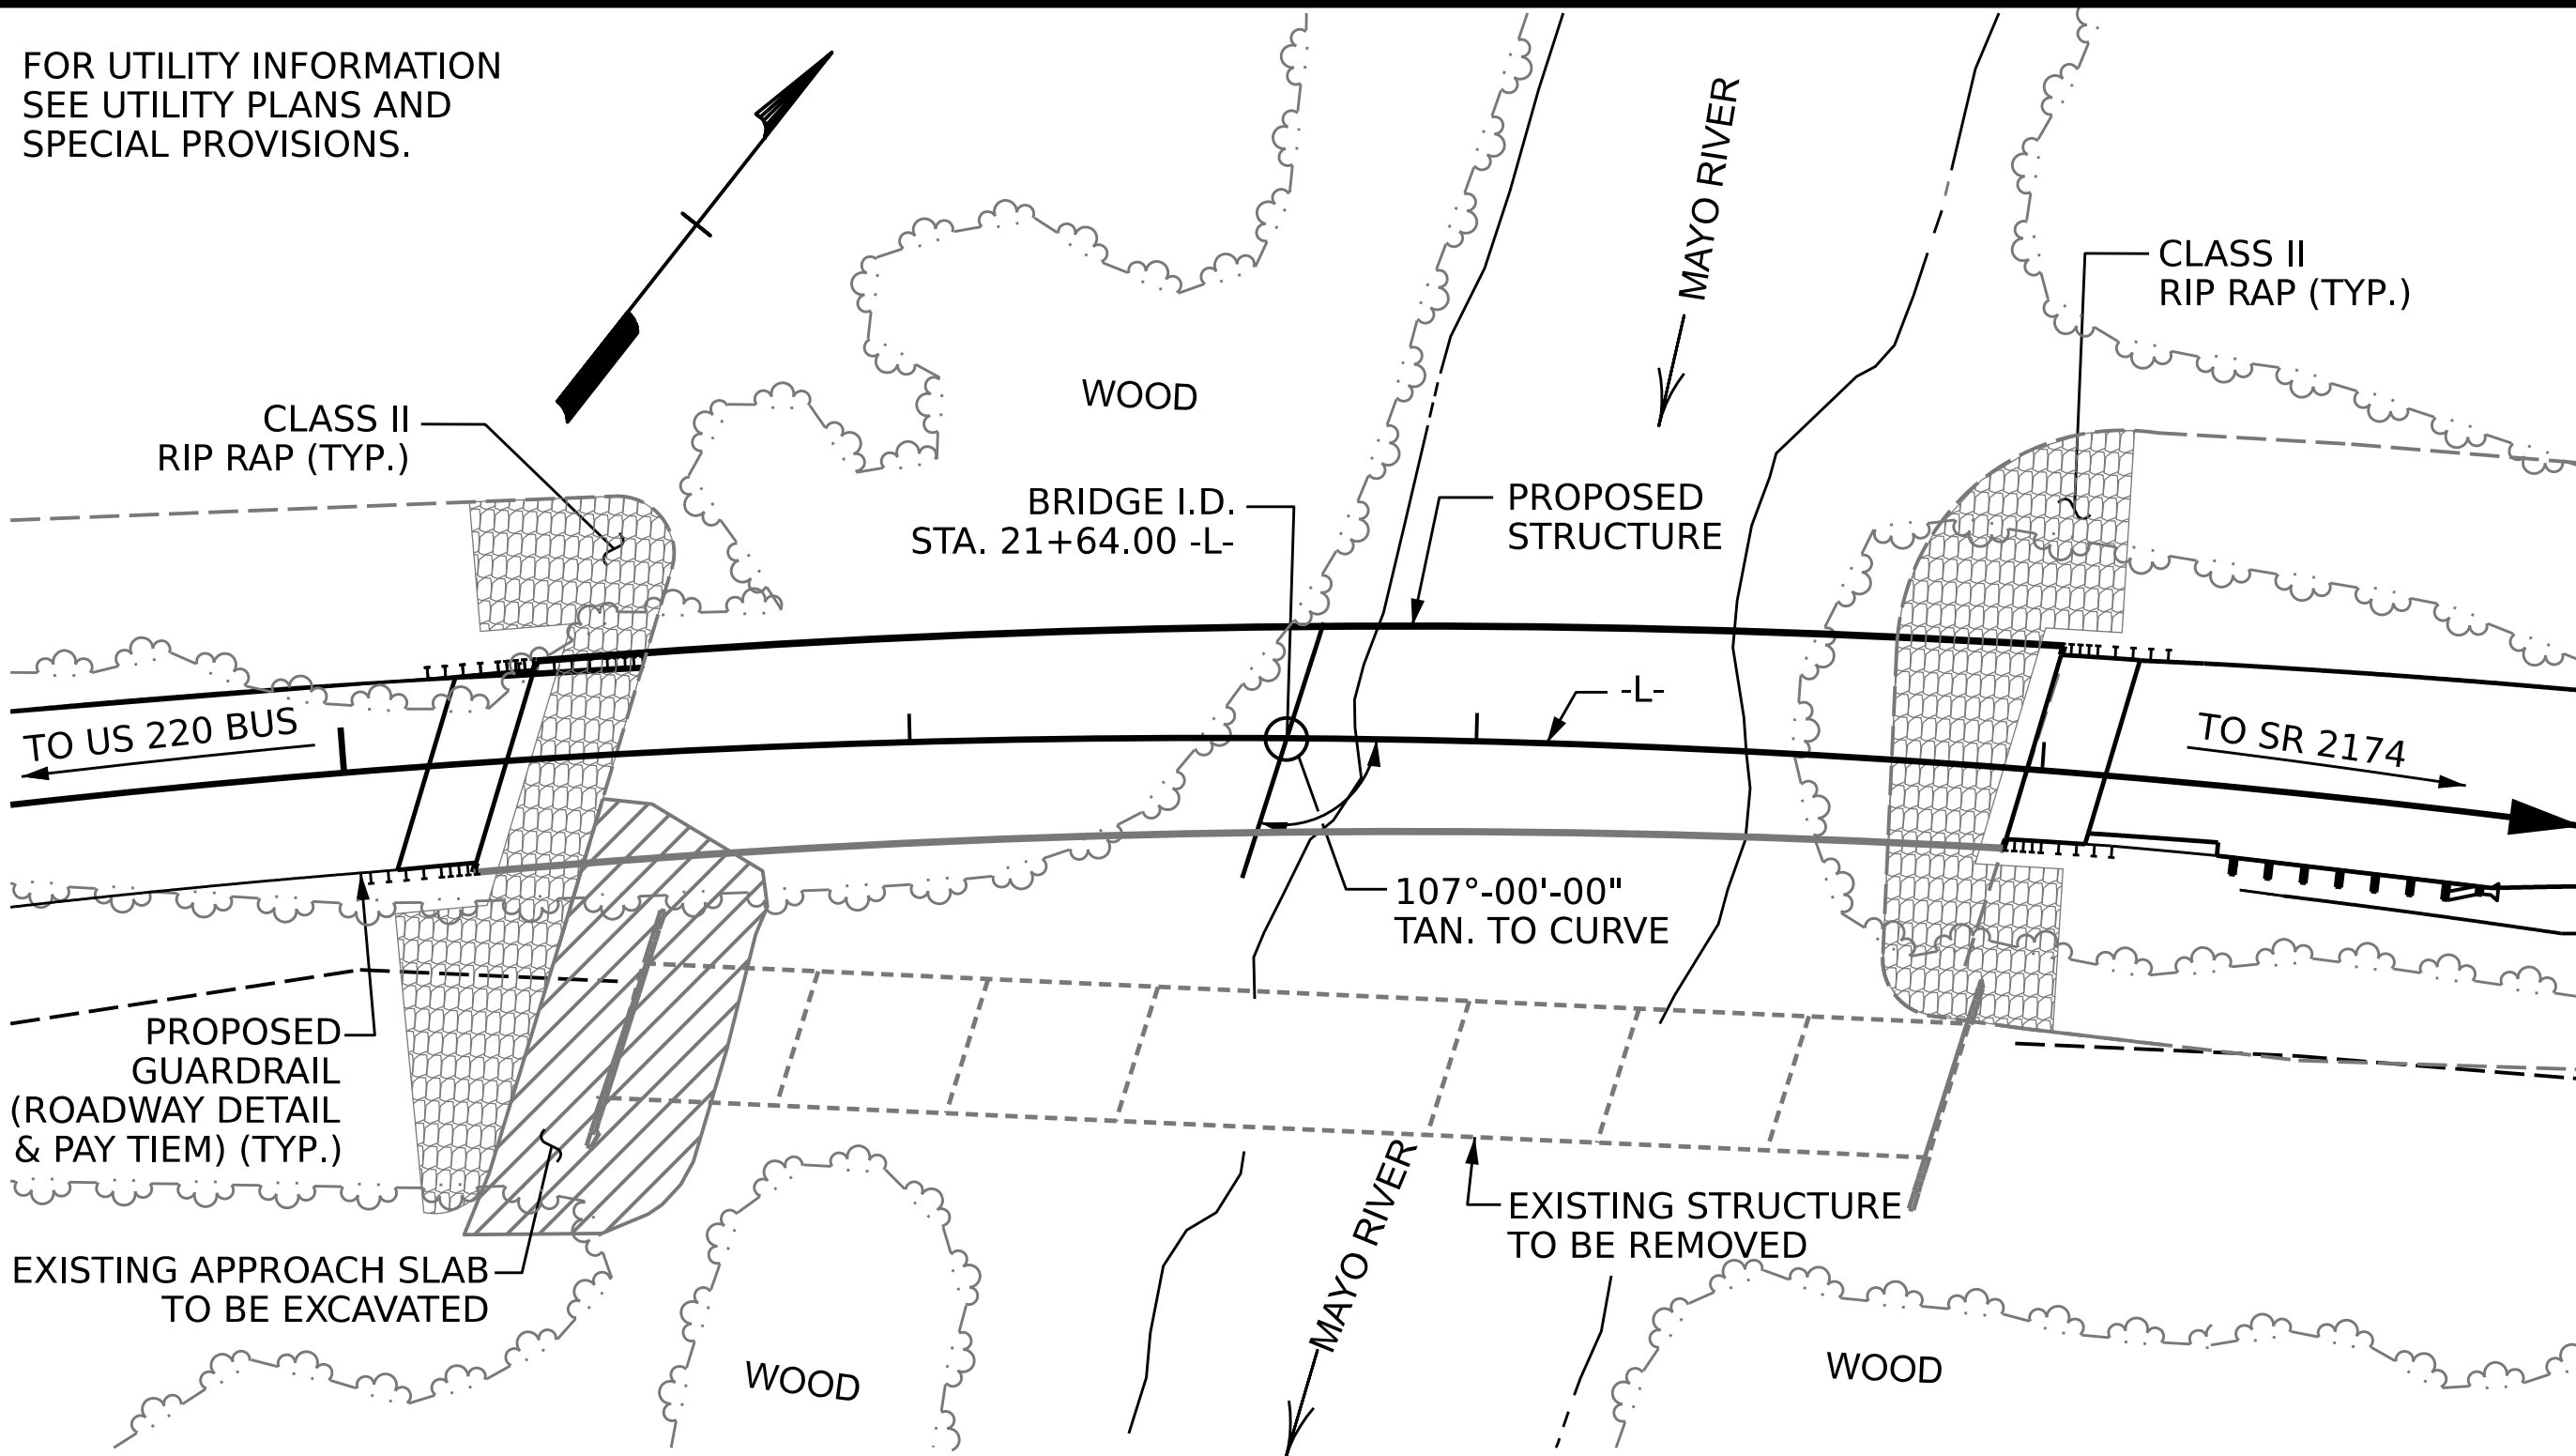 FOR UTILITY INFORMATION
SEE UTILITY PLANS AND
SPECIAL PROVISIONS.
MAYO RIVER
CLASS II
RIP RAP (TYP.)
WOOD
CLASS II
RIP RAP (TYP.)
BRIDGE I.D.
STA. 21+64.00 -L-
PROPOSED
STRUCTURE
-L-
TO US 220 BUS
TO SR 2174
107°-00'-00"
TAN. TO CURVE
PROPOSED
GUARDRAIL
(ROADWAY DETAIL
& PAY TIEM) (TYP.)
MAYO RIVER
EXISTING STRUCTURE
TO BE REMOVED
EXISTING APPROACH SLAB
TO BE EXCAVATED
WOOD
WOOD